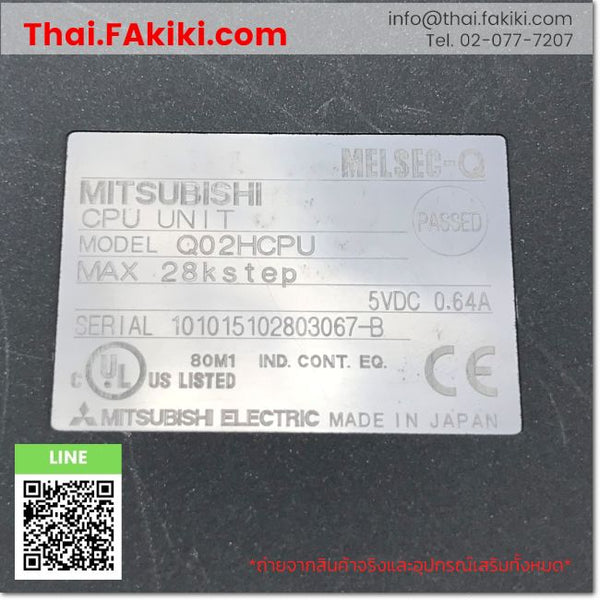 Thai.FAkiki.com
info@thai.fakiki.com
Tel. 02-077-7207
MELSEC-Q
MITSUBISHI
CPU UNIT
PASSED
MODEL Q02HCPU
MAX 28kstep
5VDC 0.64A
SERIAL 101015102803067-B
C UL US LISTED 80M1 IND. CONT. EQ. CE
MITSUBISHI ELECTRIC MADE IN JAPAN
LINE
*ถ่ายจากสินค้าจริงและอุปกรณ์เสริมทั้งหมด*